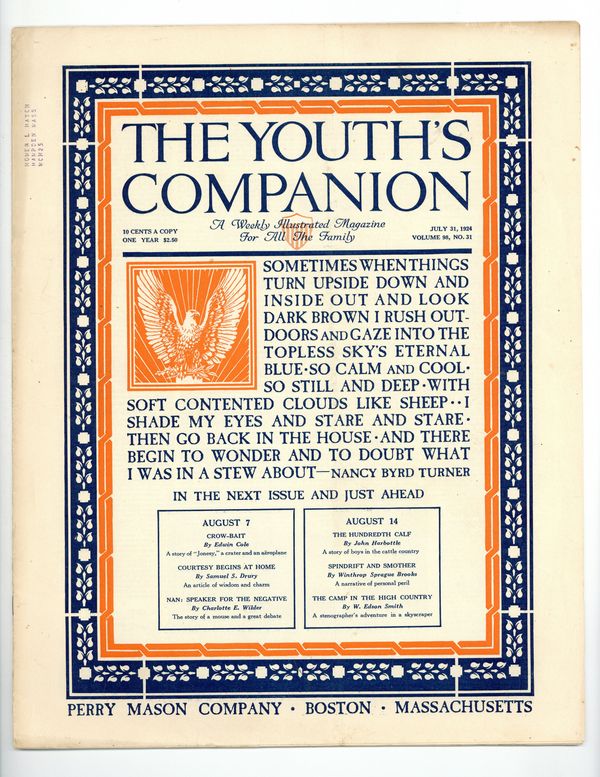 HOMER L HATCH
HAMPDEN MASS
MCH25
THE YOUTH'S
COMPANION
10 CENTS A COPY
ONE YEAR $2.50
A Weekly Illustrated Magazine
For All The Family
JULY 31, 1924
VOLUME 98, NO. 31
SOMETIMES WHEN THINGS
TURN UPSIDE DOWN AND
INSIDE OUT AND LOOK
DARK BROWN I RUSH OUT-
DOORS AND GAZE INTO THE
TOPLESS SKY'S ETERNAL
BLUE·SO CALM AND COOL·
SO STILL AND DEEP·WITH
SOFT CONTENTED CLOUDS LIKE SHEEP··I
SHADE MY EYES AND STARE AND STARE·
THEN GO BACK IN THE HOUSE·AND THERE
BEGIN TO WONDER AND TO DOUBT WHAT
I WAS IN A STEW ABOUT—NANCY BYRD TURNER
IN THE NEXT ISSUE AND JUST AHEAD
AUGUST 7
CROW-BAIT
By Edwin Cole
A story of "Jonesy," a crater and an aëroplane
COURTESY BEGINS AT HOME
By Samuel S. Drury
An article of wisdom and charm
NAN: SPEAKER FOR THE NEGATIVE
By Charlotte E. Wilder
The story of a mouse and a great debate
AUGUST 14
THE HUNDREDTH CALF
By John Harbottle
A story of boys in the cattle country
SPINDRIFT AND SMOTHER
By Winthrop Sprague Brooks
A narrative of personal peril
THE CAMP IN THE HIGH COUNTRY
By W. Edson Smith
A stenographer's adventure in a skyscraper
PERRY MASON COMPANY · BOSTON · MASSACHUSETTS